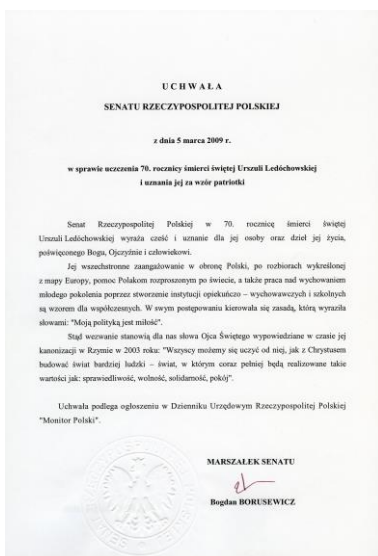 UCHWAŁA
SENATU RZECZYPOSPOLITEJ POLSKIEJ
z dnia 5 marca 2009 r.
w sprawie uczczenia 70. rocznicy śmierci świętej Urszuli Ledóchowskiej
i uznania jej za wzór patriotki
Senat Rzeczypospolitej Polskiej w 70. rocznicę śmierci świętej
Urszuli Ledóchowskiej wyraża cześć i uznanie dla jej osoby oraz dzieł jej życia,
poświęconego Bogu, Ojczyźnie i człowiekowi.
Jej wszechstronne zaangażowanie w obronę Polski, po rozbiorach wykreślonej
z mapy Europy, pomoc Polakom rozproszonym po świecie, a także praca nad wychowaniem
młodego pokolenia poprzez stworzenie instytucji opiekuńczo – wychowawczych i szkolnych
są wzorem dla współczesnych. W swym postępowaniu kierowała się zasadą, którą wyraziła
słowami: "Moją polityką jest miłość".
Stąd wezwanie stanowią dla nas słowa Ojca Świętego wypowiedziane w czasie jej
kanonizacji w Rzymie w 2003 roku: "Wszyscy możemy się uczyć od niej, jak z Chrystusem
budować świat bardziej ludzki – świat, w którym coraz pełniej będą realizowane takie
wartości jak: sprawiedliwość, wolność, solidarność, pokój".
Uchwała podlega ogłoszeniu w Dzienniku Urzędowym Rzeczypospolitej Polskiej
"Monitor Polski".
MARSZAŁEK SENATU
Bogdan BORUSEWICZ